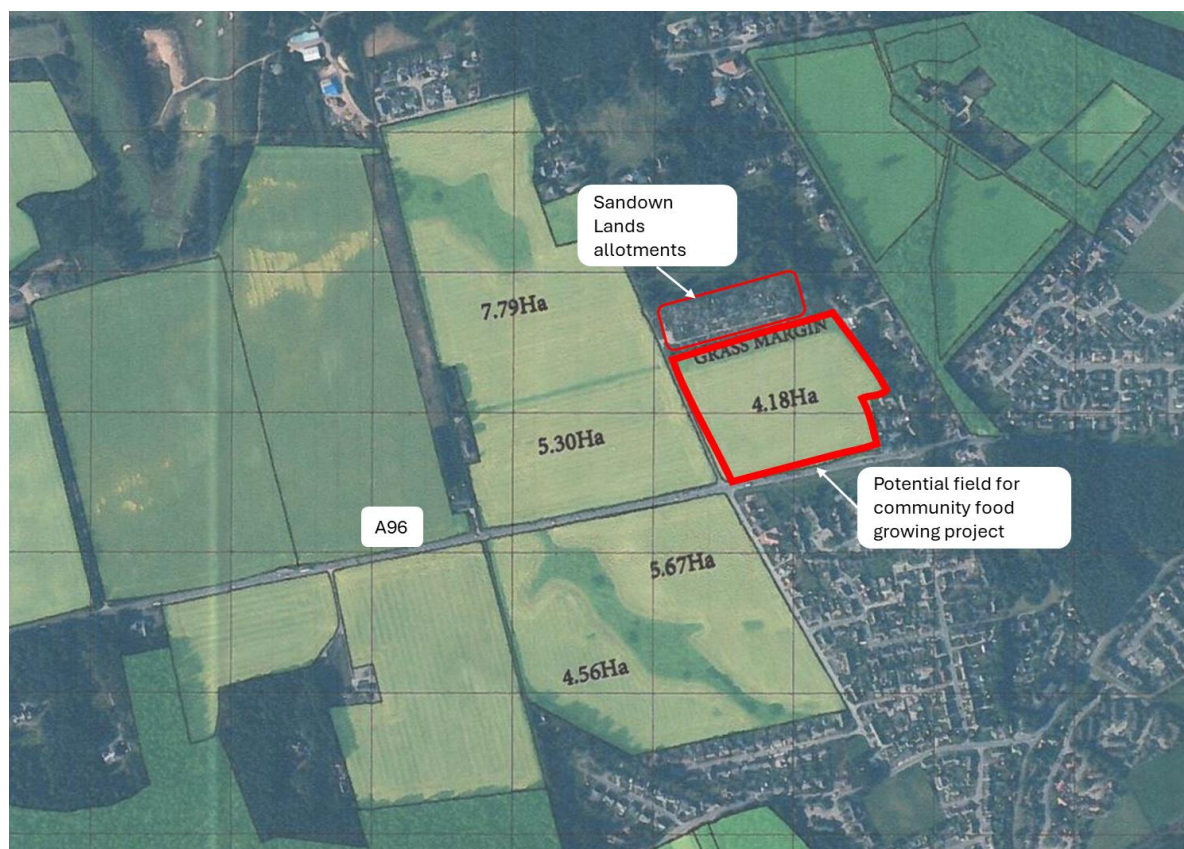 Sandown
Lands
allotments
7.79Ha
GRASS MARGIN
4.18Ha
5.30Ha
Potential field for
community food
growing project
A96
5.67Ha
4.56Ha